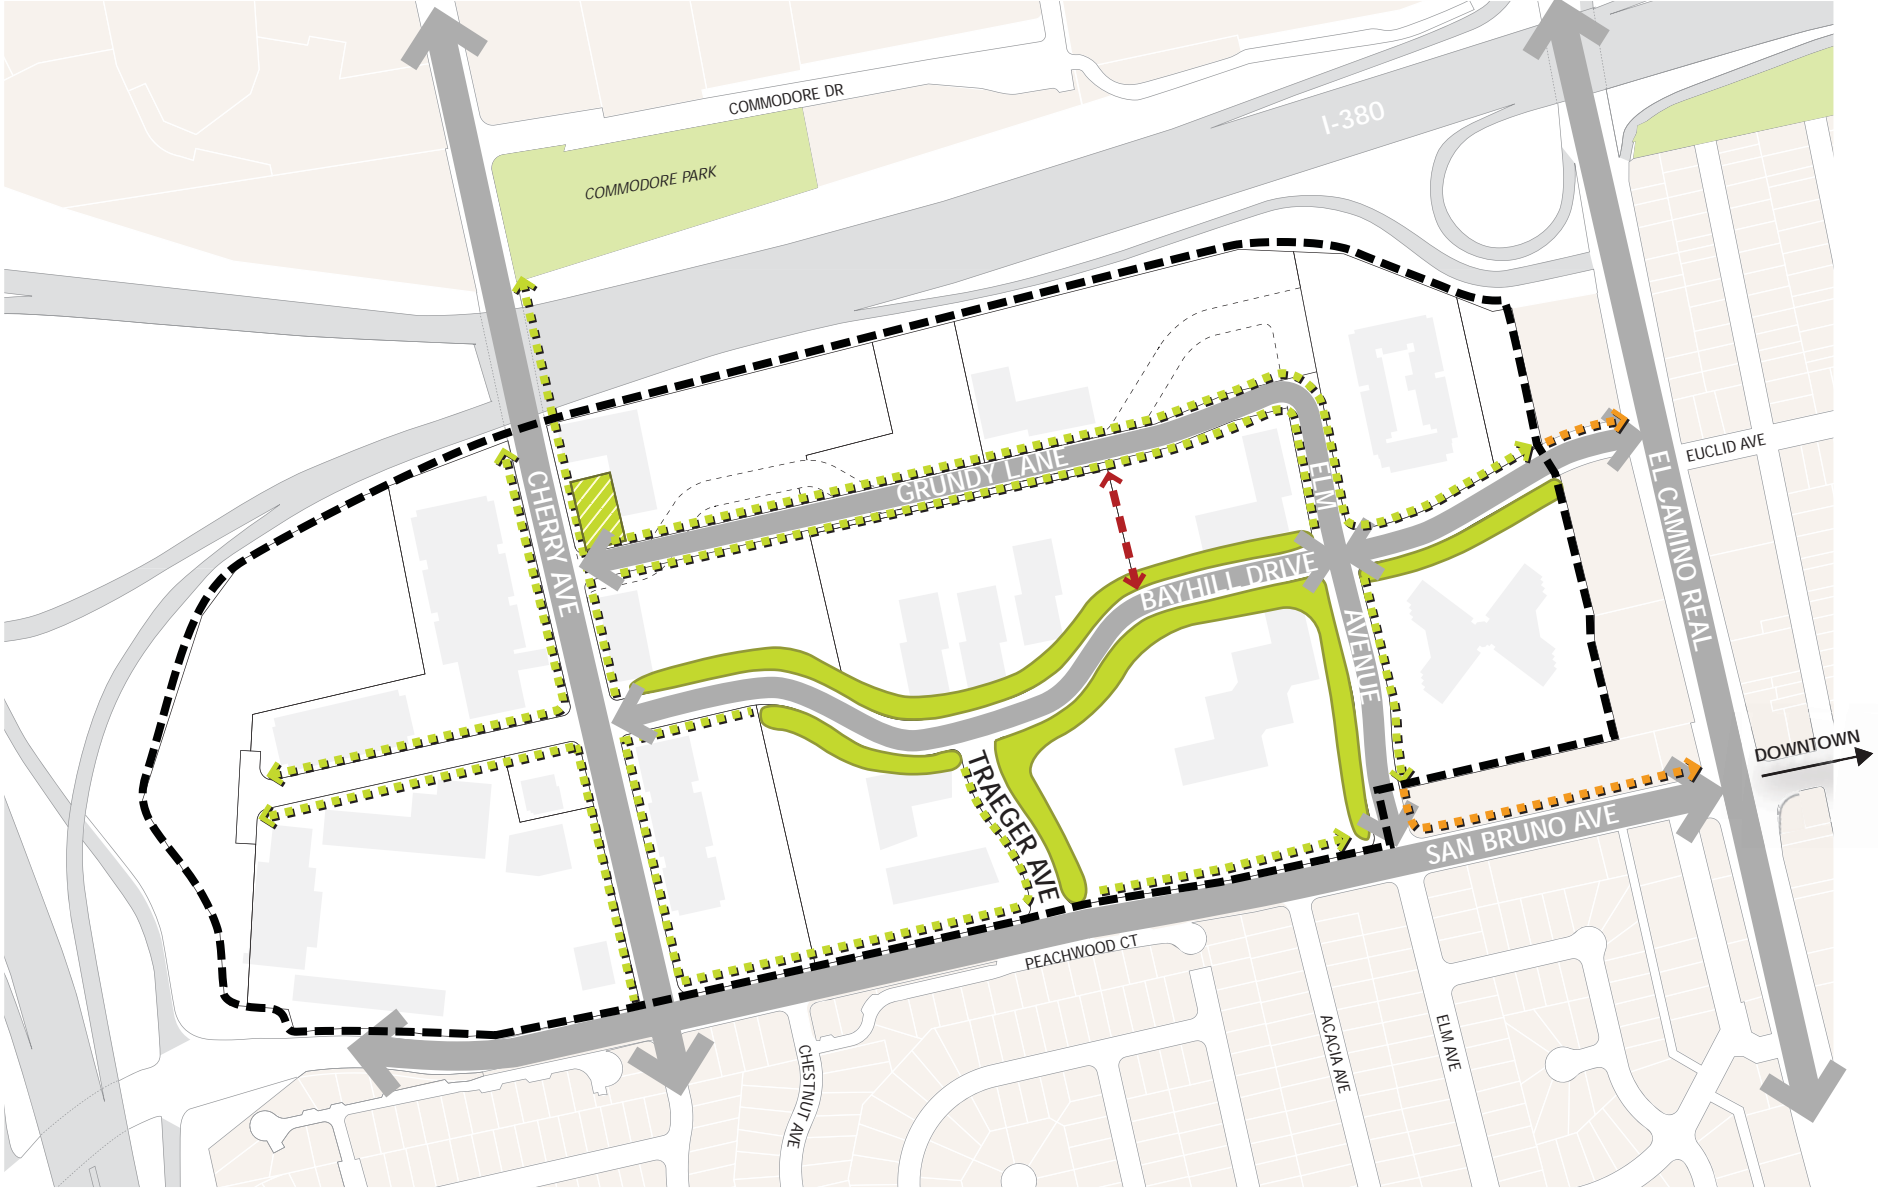 COMMODORE DR
I-380
COMMODORE PARK
EUCLID AVE
GRUNDY LANE
ELM
AVENUE
CHERRY AVE
EL CAMINO REAL
BAYHILL DRIVE
DOWNTOWN
TRAEGER AVE
SAN BRUNO AVE
PEACHWOOD CT
CHESTNUT AVE
ACACIA AVE
ELM AVE